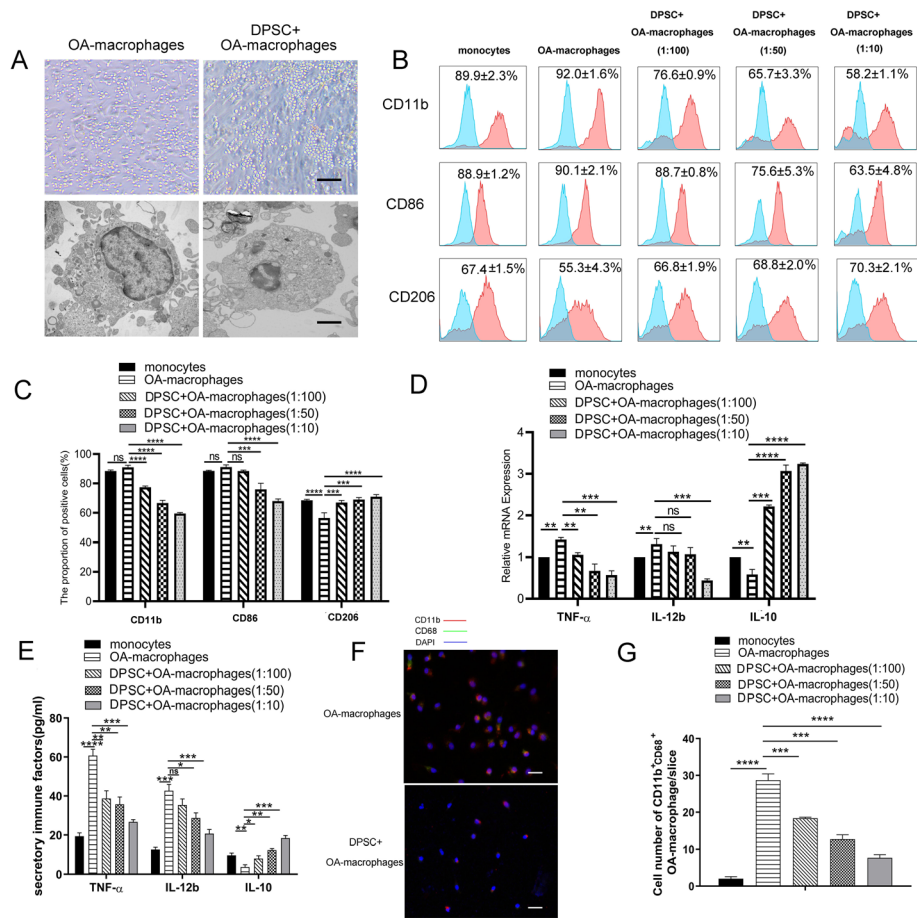 A
OA-macrophages
DPSC+
OA-macrophages
B
monocytes
OA-macrophages
DPSC+
OA-macrophages
(1:100)
DPSC+
OA-macrophages
(1:50)
DPSC+
OA-macrophages
(1:10)
CD11b
89.9±2.3%
92.0±1.6%
76.6±0.9%
65.7±3.3%
58.2±1.1%
CD86
88.9±1.2%
90.1±2.1%
88.7±0.8%
75.6±5.3%
63.5±4.8%
CD206
67.4±1.5%
55.3±4.3%
66.8±1.9%
68.8±2.0%
70.3±2.1%
C
monocytes
OA-macrophages
DPSC+OA-macrophages(1:100)
DPSC+OA-macrophages(1:50)
DPSC+OA-macrophages(1:10)
The proportion of positive cells(%)
100
80
60
40
20
0
ns
****
****
****
ns
ns
***
****
****
***
***
****
CD11b
CD86
CD206
D
monocytes
OA-macrophages
DPSC+OA-macrophages(1:100)
DPSC+OA-macrophages(1:50)
DPSC+OA-macrophages(1:10)
Relative mRNA Expression
4
3
2
1
0
**
**
**
***
**
ns
ns
***
**
***
****
****
TNF-α
IL-12b
IL-10
E
monocytes
OA-macrophages
DPSC+OA-macrophages(1:100)
DPSC+OA-macrophages(1:50)
DPSC+OA-macrophages(1:10)
secretory immune factors(pg/ml)
80
60
40
20
0
****
**
**
***
***
ns
*
***
**
*
**
***
TNF-α
IL-12b
IL-10
F
CD11b
CD68
DAPI
OA-macrophages
DPSC+
OA-macrophages
G
monocytes
OA-macrophages
DPSC+OA-macrophages(1:100)
DPSC+OA-macrophages(1:50)
DPSC+OA-macrophages(1:10)
Cell number of CD11b+CD68+
OA-macrophage/slice
40
30
20
10
0
****
***
***
****